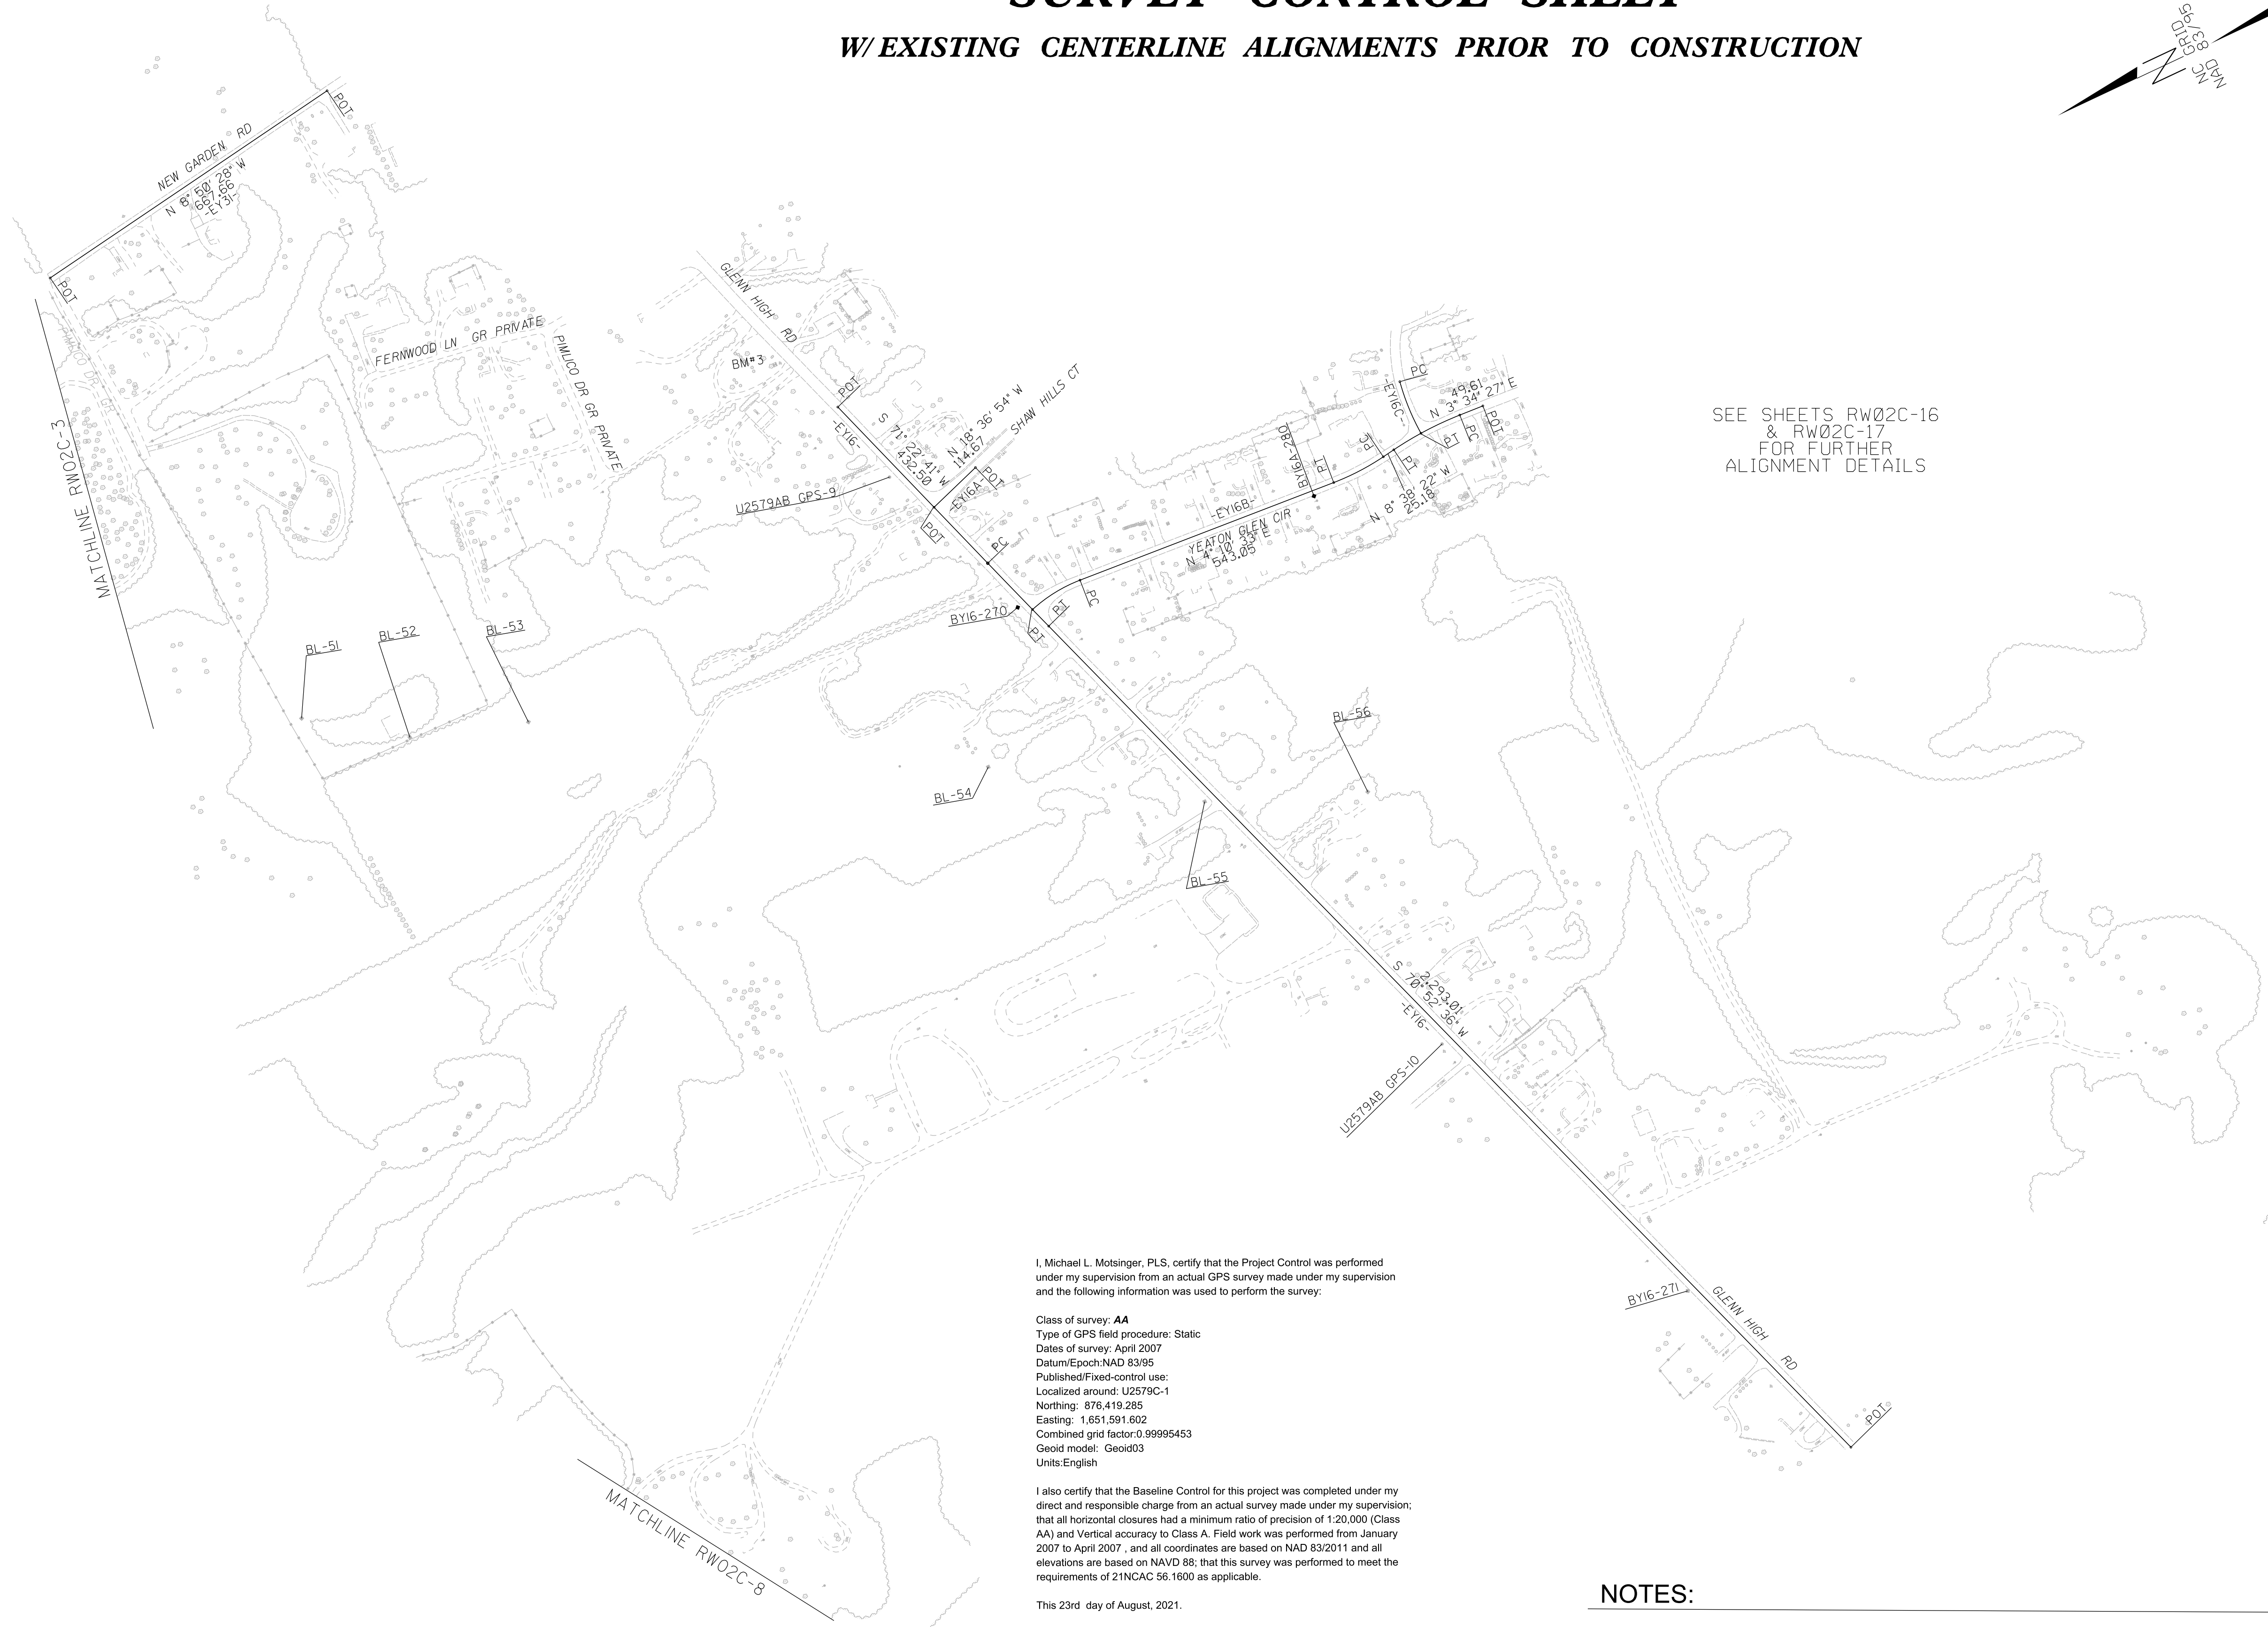 SURVEY CONTROL SHEET
W/ EXISTING CENTERLINE ALIGNMENTS PRIOR TO CONSTRUCTION
NC GRID
NAD 83/95
POT
NEW GARDEN RD
N 8° 50' 28" W
667.66
-EY31-
POT
MATCHLINE RW02C-3
FERNWOOD LN GR PRIVATE
PIMLICO DR GR PRIVATE
BL-51
BL-52
BL-53
GLENN HIGH RD
BM#3
POT
-EY16-
S 71° 22' 41" W
432.50
N 18° 36' 54" W
114.67
SHAW HILLS CT
POT
-EY16A-
U2579AB GPS-9
POT
PC
BY16-270
PT
PT
PC
-EY16B-
YEATON GLEN CIR
N 4° 10' 33" E
543.05
BY16A-280
PT
PC
PT
N 8° 38' 22" W
25.18
-EY16C-
PC
49.61
N 3° 34' 27" E
PT
PC
POT
SEE SHEETS RW02C-16
& RW02C-17
FOR FURTHER
ALIGNMENT DETAILS
BL-54
BL-55
BL-56
2,293.01
S 70° 52' 36" W
-EY16-
U2579AB GPS-10
BY16-271
GLENN HIGH RD
POT
MATCHLINE RW02C-8
I, Michael L. Motsinger, PLS, certify that the Project Control was performed
under my supervision from an actual GPS survey made under my supervision
and the following information was used to perform the survey:
Class of survey: AA
Type of GPS field procedure: Static
Dates of survey: April 2007
Datum/Epoch:NAD 83/95
Published/Fixed-control use:
Localized around: U2579C-1
Northing: 876,419.285
Easting: 1,651,591.602
Combined grid factor:0.99995453
Geoid model: Geoid03
Units:English
I also certify that the Baseline Control for this project was completed under my
direct and responsible charge from an actual survey made under my supervision;
that all horizontal closures had a minimum ratio of precision of 1:20,000 (Class
AA) and Vertical accuracy to Class A. Field work was performed from January
2007 to April 2007 , and all coordinates are based on NAD 83/2011 and all
elevations are based on NAVD 88; that this survey was performed to meet the
requirements of 21NCAC 56.1600 as applicable.
This 23rd day of August, 2021.
NOTES: